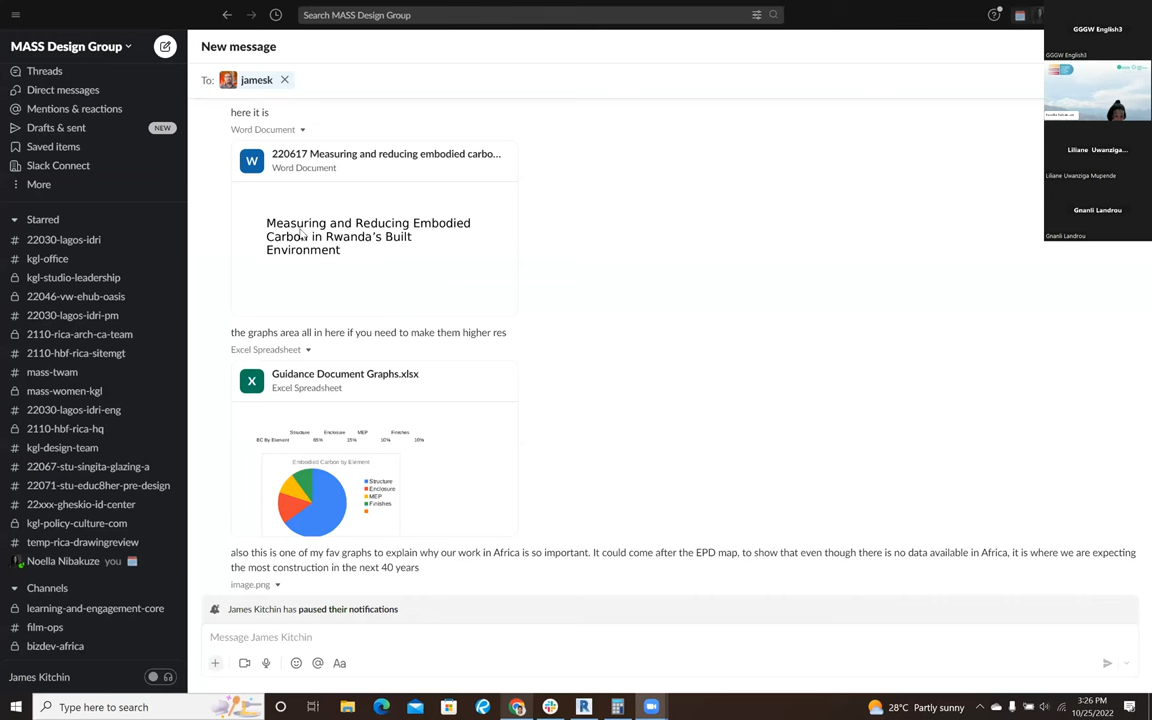 Search MASS Design Group
MASS Design Group
New message
GGGW English3
GGGW English3
Threads
Direct messages
Mentions & reactions
Drafts & sent
NEW
Saved items
Slack Connect
More
Starred
22030-lagos-idri
kgl-office
kgl-studio-leadership
22046-vw-ehub-oasis
22030-lagos-idri-pm
2110-rica-arch-ca-team
2110-hbf-rica-sitemgt
mass-twam
mass-women-kgl
22030-lagos-idri-eng
2110-hbf-rica-hq
kgl-design-team
22067-stu-singita-glazing-a
22071-stu-educ8her-pre-design
22xxx-gheskio-id-center
kgl-policy-culture-com
temp-rica-drawingreview
Noella Nibakuze you
Channels
learning-and-engagement-core
film-ops
bizdev-africa
James Kitchin
To: jamesk
here it is
Word Document
W
220617 Measuring and reducing embodied carbo...
Word Document
Measuring and Reducing Embodied
Carbon in Rwanda's Built
Environment
the graphs area all in here if you need to make them higher res
Excel Spreadsheet
X
Guidance Document Graphs.xlsx
Excel Spreadsheet
Structure Enclosure MEP Finishes
EC By Element 65% 15% 10% 10%
Embodied Carbon by Element
Structure
Enclosure
MEP
Finishes
also this is one of my fav graphs to explain why our work in Africa is so important. It could come after the EPD map, to show that even though there is no data available in Africa, it is where we are expecting
the most construction in the next 40 years
image.png
James Kitchin has paused their notifications
Message James Kitchin
Aa
Liliane Uwanziga...
Liliane Uwanziga Mupende
Gnanli Landrou
Gnanli Landrou
Type here to search
28°C Partly sunny
3:26 PM
10/25/2022